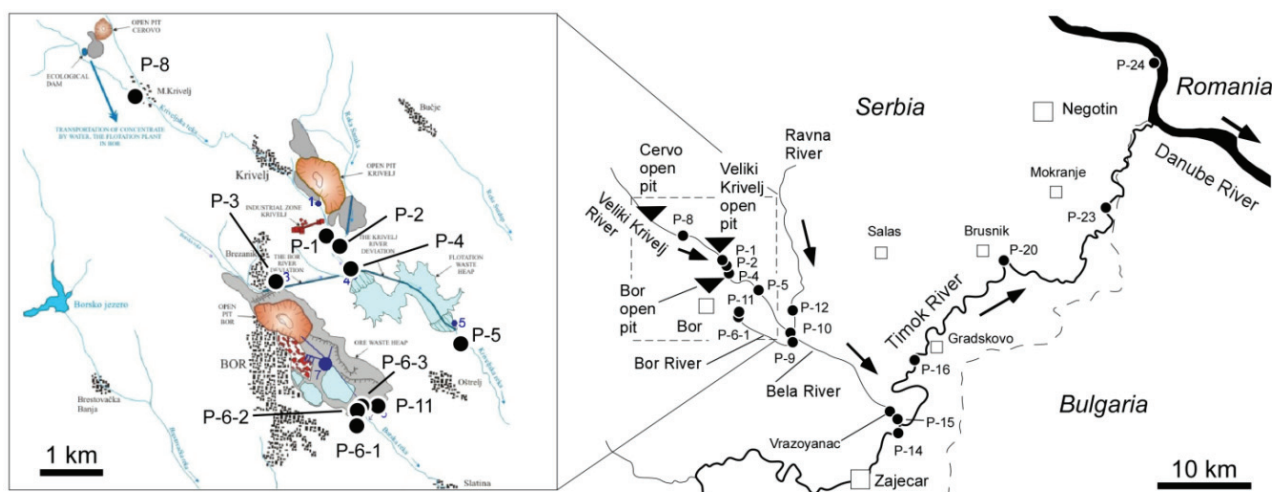 OPEN PIT
CEROVO
P-8
ECOLOGICAL
DAM
M.Krivelj
TRANSPORTATION OF CONCENTRATE
BY WATER, THE FLOTATION PLANT
IN BOR
Bučje
Krivelj
OPEN PIT
KRIVELJ
1
P-3
INDUSTRIAL ZONE
KRIVELJ
P-2
P-1
P-4
THE KRIVELJ
RIVER
DEVIATION
FLOTATION
WASTE HEAP
Brezanik
THE BOR
RIVER
DEVIATION
3
4
Borsko jezero
OPEN
PIT
BOR
5
P-5
BOR
7
ORE WASTE HEAP
P-6-3
Oštrelj
Brestovačka
Banja
P-6-2
P-11
P-6-1
1 km
Slatina
P-24
Romania
Serbia
Negotin
Danube River
Ravna
River
Cervo
open
pit
Veliki
Krivelj
open
pit
Mokranje
Veliki Krivelj
River
P-8
Salas
Brusnik
P-23
P-20
P-1
P-2
P-4
P-5
Bor
open
pit
P-11
Bor
P-6-1
P-12
P-10
P-9
Timok River
Gradskovo
P-16
Bor River
Bela River
Bulgaria
Vrazoyanac
P-15
P-14
Zajecar
10 km